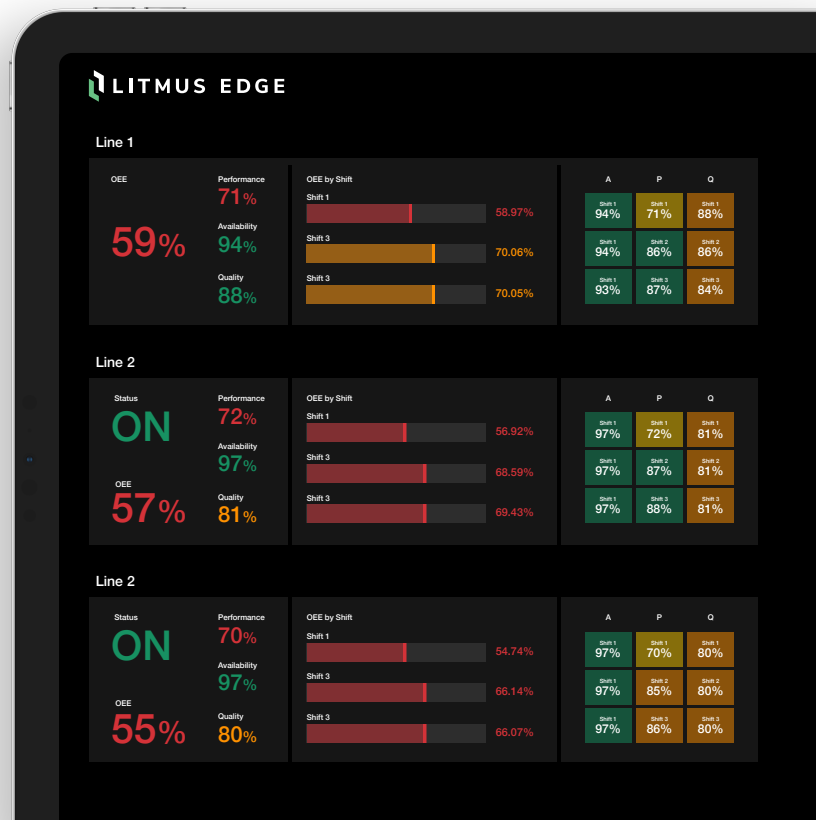 LITMUS EDGE
Line 1
OEE
59%
Performance
71%
Availability
94%
Quality
88%
OEE by Shift
Shift 1
58.97%
Shift 3
70.06%
Shift 3
70.05%
A P Q
Shift 1 Shift 1 Shift 1
94% 71% 88%
Shift 1 Shift 2 Shift 2
94% 86% 86%
Shift 1 Shift 3 Shift 3
93% 87% 84%
Line 2
Status
ON
OEE
57%
Performance
72%
Availability
97%
Quality
81%
OEE by Shift
Shift 1
56.92%
Shift 3
68.59%
Shift 3
69.43%
A P Q
Shift 1 Shift 1 Shift 1
97% 72% 81%
Shift 1 Shift 2 Shift 2
97% 87% 81%
Shift 1 Shift 3 Shift 3
97% 88% 81%
Line 2
Status
ON
OEE
55%
Performance
70%
Availability
97%
Quality
80%
OEE by Shift
Shift 1
54.74%
Shift 3
66.14%
Shift 3
66.07%
A P Q
Shift 1 Shift 1 Shift 1
97% 70% 80%
Shift 1 Shift 2 Shift 2
97% 85% 80%
Shift 1 Shift 3 Shift 3
97% 86% 80%